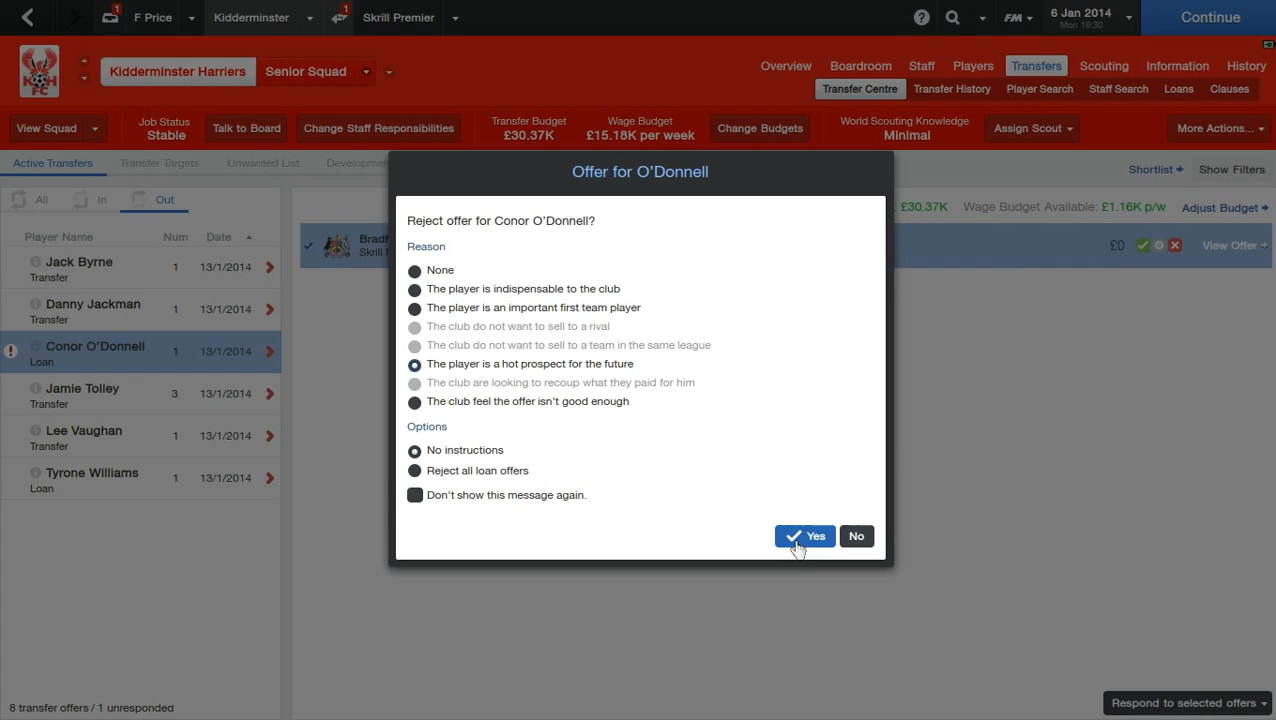 1 F Price Kidderminster 1 Skrill Premier ? FM 6 Jan 2014 Continue
Mon 19:30
Kidderminster Harriers Senior Squad
Overview Boardroom Staff Players Transfers Scouting Information History
Transfer Centre Transfer History Player Search Staff Search Loans Clauses
View Squad Job Status Talk to Board Change Staff Responsibilities Transfer Budget Wage Budget Change Budgets World Scouting Knowledge Assign Scout More Actions...
Stable £30.37K £15.18K per week Minimal
Active Transfers Transfer Targets Unwanted List Shortlist Show Filters
All In Out £30.37K Wage Budget Available: £1.16K p/w Adjust Budget
Player Name Num Date
Jack Byrne 1 13/1/2014
Transfer
Danny Jackman 1 13/1/2014
Transfer
Conor O'Donnell 1 13/1/2014
Loan
Jamie Tolley 3 13/1/2014
Transfer
Lee Vaughan 1 13/1/2014
Transfer
Tyrone Williams 1 13/1/2014
Loan
8 transfer offers / 1 unresponded
£0 View Offer
Offer for O'Donnell
Reject offer for Conor O'Donnell?
Reason
None
The player is indispensable to the club
The player is an important first team player
The club do not want to sell to a rival
The club do not want to sell to a team in the same league
The player is a hot prospect for the future
The club are looking to recoup what they paid for him
The club feel the offer isn't good enough
Options
No instructions
Reject all loan offers
Don't show this message again.
Yes No
Respond to selected offers